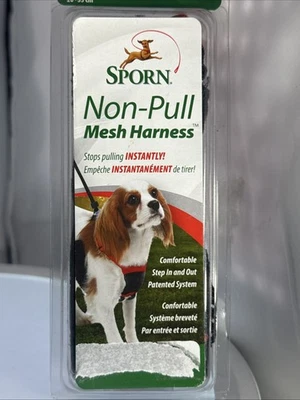 SPORN®
Non-Pull
Mesh Harness™
Stops pulling INSTANTLY!
Empêche INSTANTANÉMENT de tirer!
Comfortable
Step In and Out
Patented System
Confortable
Système breveté
Par entrée et sortie